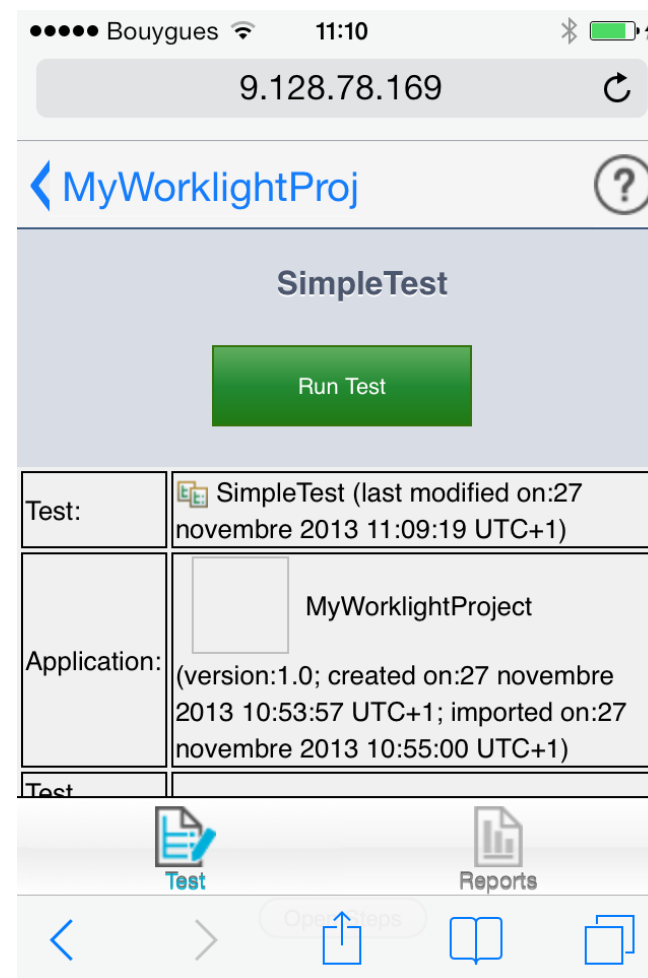 Bouygues 11:10
9.128.78.169
MyWorklightProj ?
SimpleTest
Run Test
Test:
SimpleTest (last modified on:27
novembre 2013 11:09:19 UTC+1)
Application:
MyWorklightProject
(version:1.0; created on:27 novembre
2013 10:53:57 UTC+1; imported on:27
novembre 2013 10:55:00 UTC+1)
Test
Test Reports
Open Steps